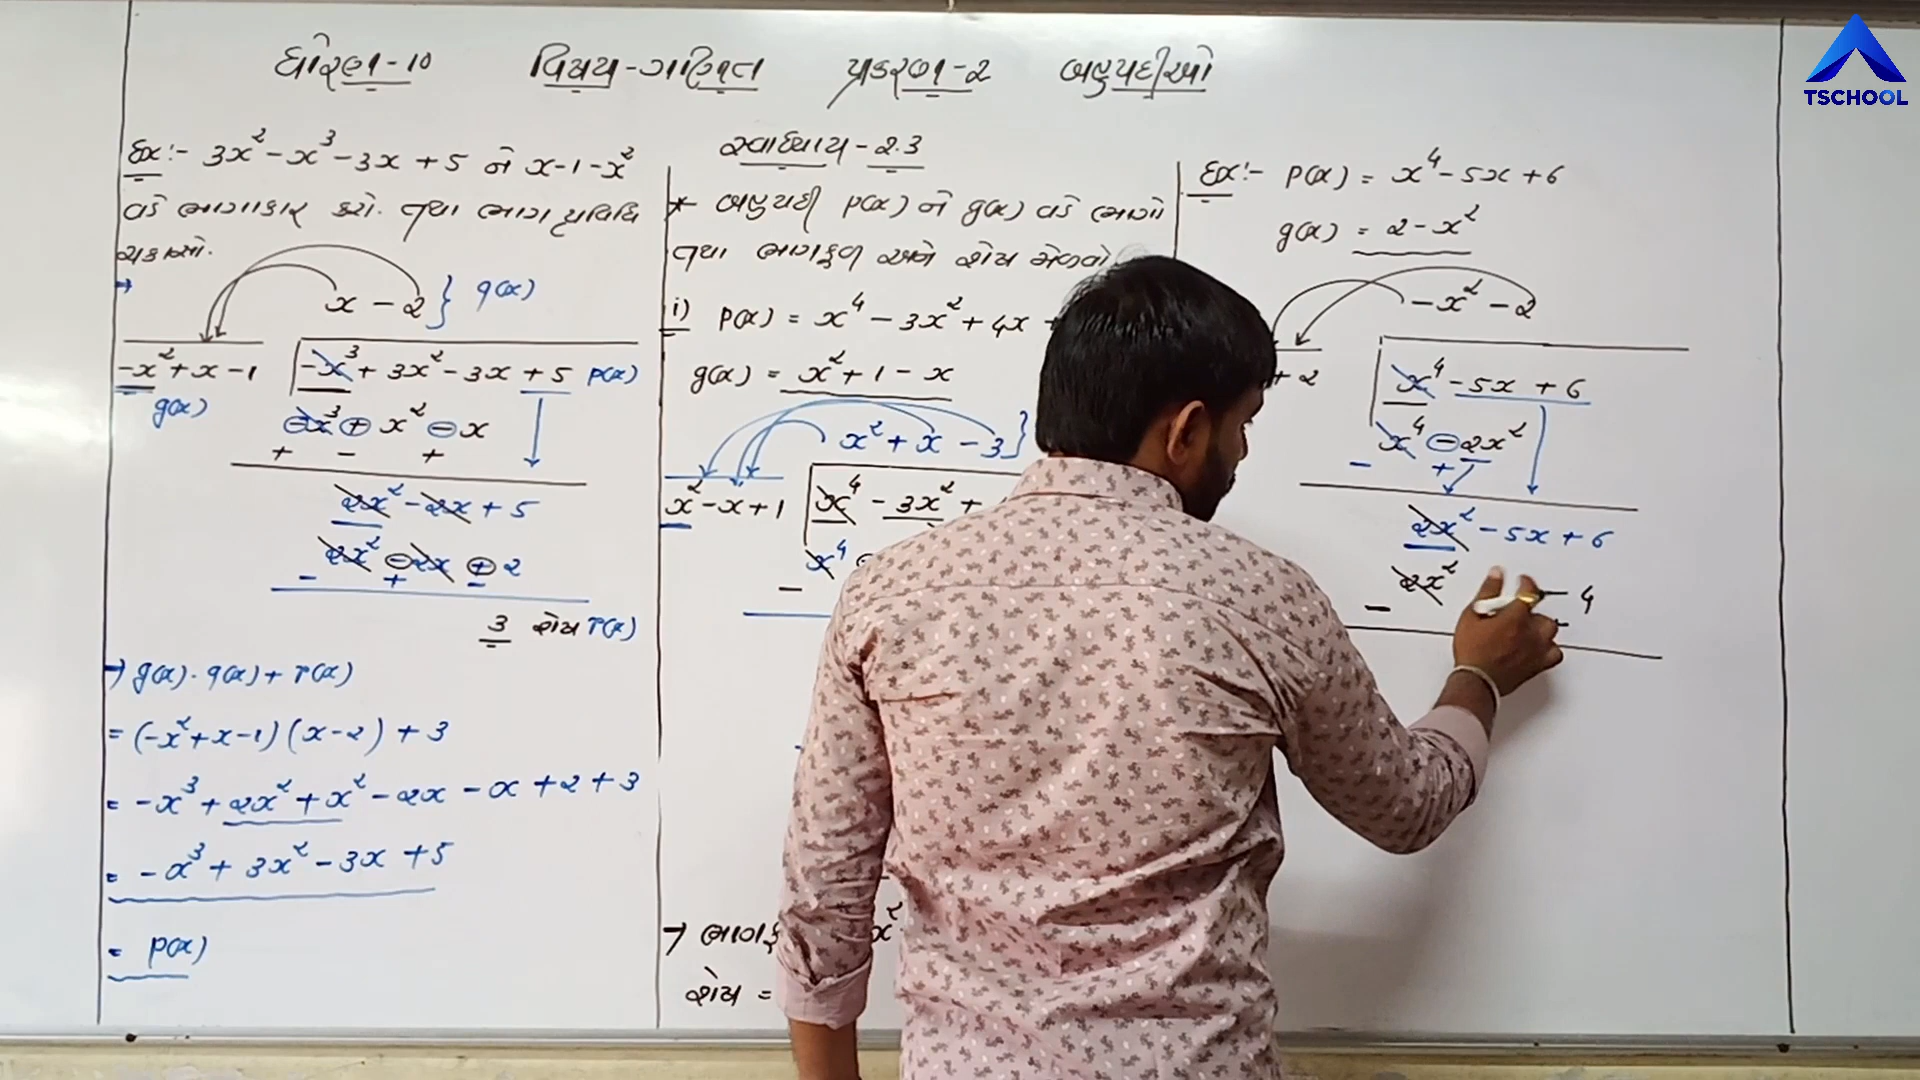 ધોરણ-10 વિષય-ગણિત પ્રકરણ-2 બહુપદીઓ
TSCHOOL
Ex:- 3x² - x³ - 3x + 5 ને x-1-x²
વડે ભાગાકાર કરો. તથા ભાગ પ્રવિધિ
ચકાસો.
→ x - 2 } q(x)
-x² + x - 1 -x³ + 3x² - 3x + 5 p(x)
g(x) -x³ + x² - x
+ - +
2x² - 2x + 5
2x² - 2x + 2
- +
3 શેષ r(x)
→ g(x). q(x) + r(x)
= (-x²+x-1) (x-2) + 3
= -x³ + 2x² + x² - 2x - x + 2 + 3
= -x³ + 3x² - 3x + 5
= p(x)
સ્વાધ્યાય - 2.3
* બહુપદી p(x) ને g(x) વડે ભાગો
તથા ભાગફળ અને શેષ મેળવો
i) p(x) = x⁴ - 3x² + 4x +
g(x) = x² + 1 - x
x² + x - 3 }
x² - x + 1 x⁴ - 3x² +
x⁴
-
→ x²
શેષ =
Ex:- p(x) = x⁴ - 5x + 6
g(x) = 2 - x²
-x² - 2
+ 2 x⁴ - 5x + 6
x⁴ - 2x²
- +
2x² - 5x + 6
2x² - 4
-